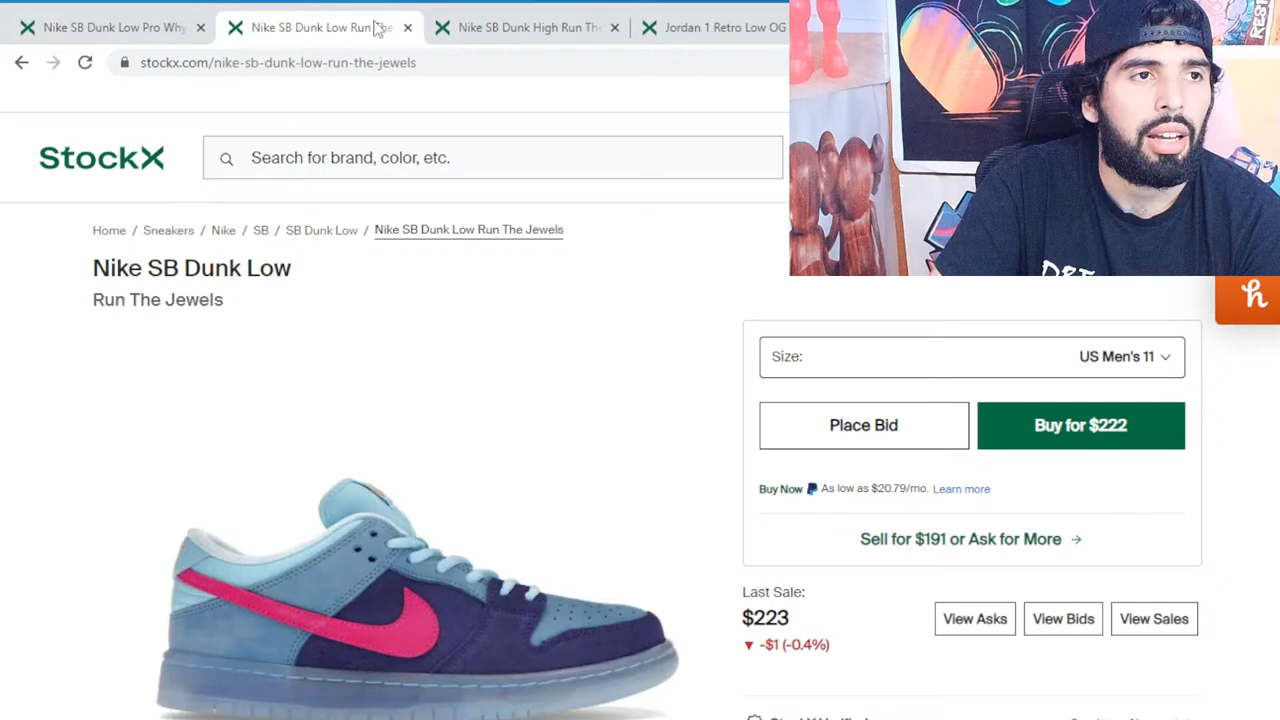 Nike SB Dunk Low Pro Why
Nike SB Dunk Low Run
Nike SB Dunk High Run The
Jordan 1 Retro Low OG
stockx.com/nike-sb-dunk-low-run-the-jewels
StockX
Search for brand, color, etc.
Home / Sneakers / Nike / SB / SB Dunk Low / Nike SB Dunk Low Run The Jewels
Nike SB Dunk Low
Run The Jewels
h
Size: US Men's 11
Place Bid
Buy for $222
Buy Now As low as $20.79/mo. Learn more
Sell for $191 or Ask for More →
Last Sale:
$223
▼ -$1 (-0.4%)
View Asks
View Bids
View Sales